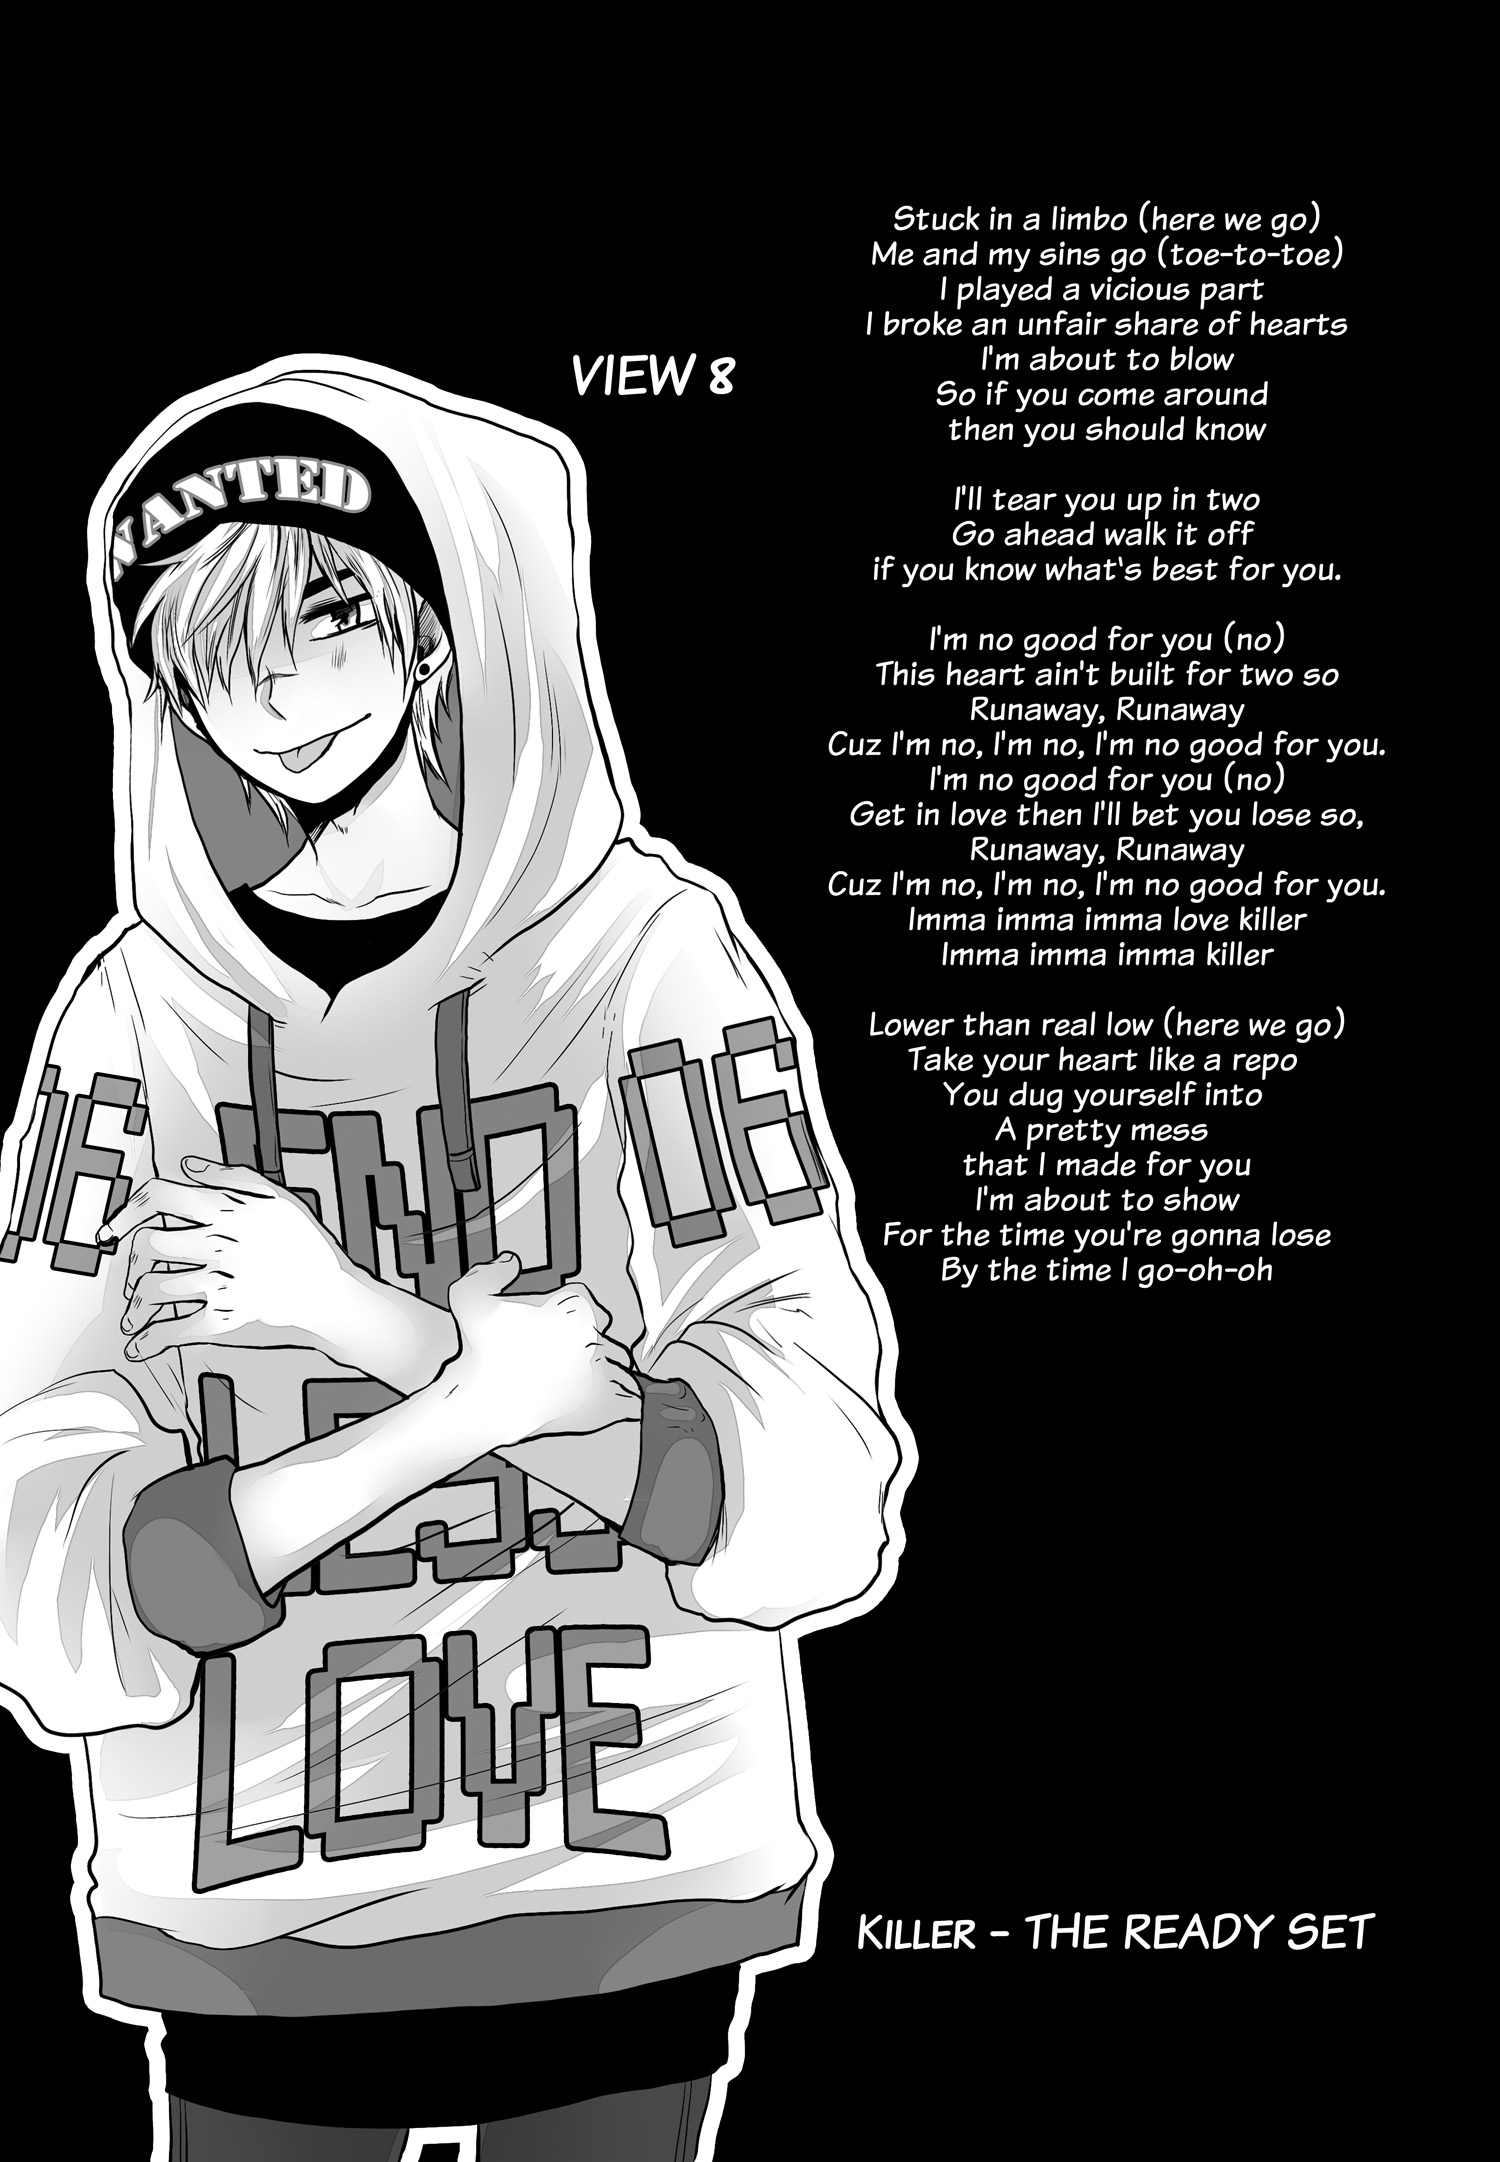 VIEW 8
Stuck in a limbo (here we go)
Me and my sins go (toe-to-toe)
I played a vicious part
I broke an unfair share of hearts
I'm about to blow
So if you come around
then you should know
I'll tear you up in two
Go ahead walk it off
if you know what's best for you.
I'm no good for you (no)
This heart ain't built for two so
Runaway, Runaway
Cuz I'm no, I'm no, I'm no good for you.
I'm no good for you (no)
Get in love then I'll bet you lose so,
Runaway, Runaway
Cuz I'm no, I'm no, I'm no good for you.
Imma imma imma love killer
Imma imma imma killer
Lower than real low (here we go)
Take your heart like a repo
You dug yourself into
A pretty mess
that I made for you
I'm about to show
For the time you're gonna lose
By the time I go-oh-oh
WANTED
06
LOVE
KILLER - THE READY SET